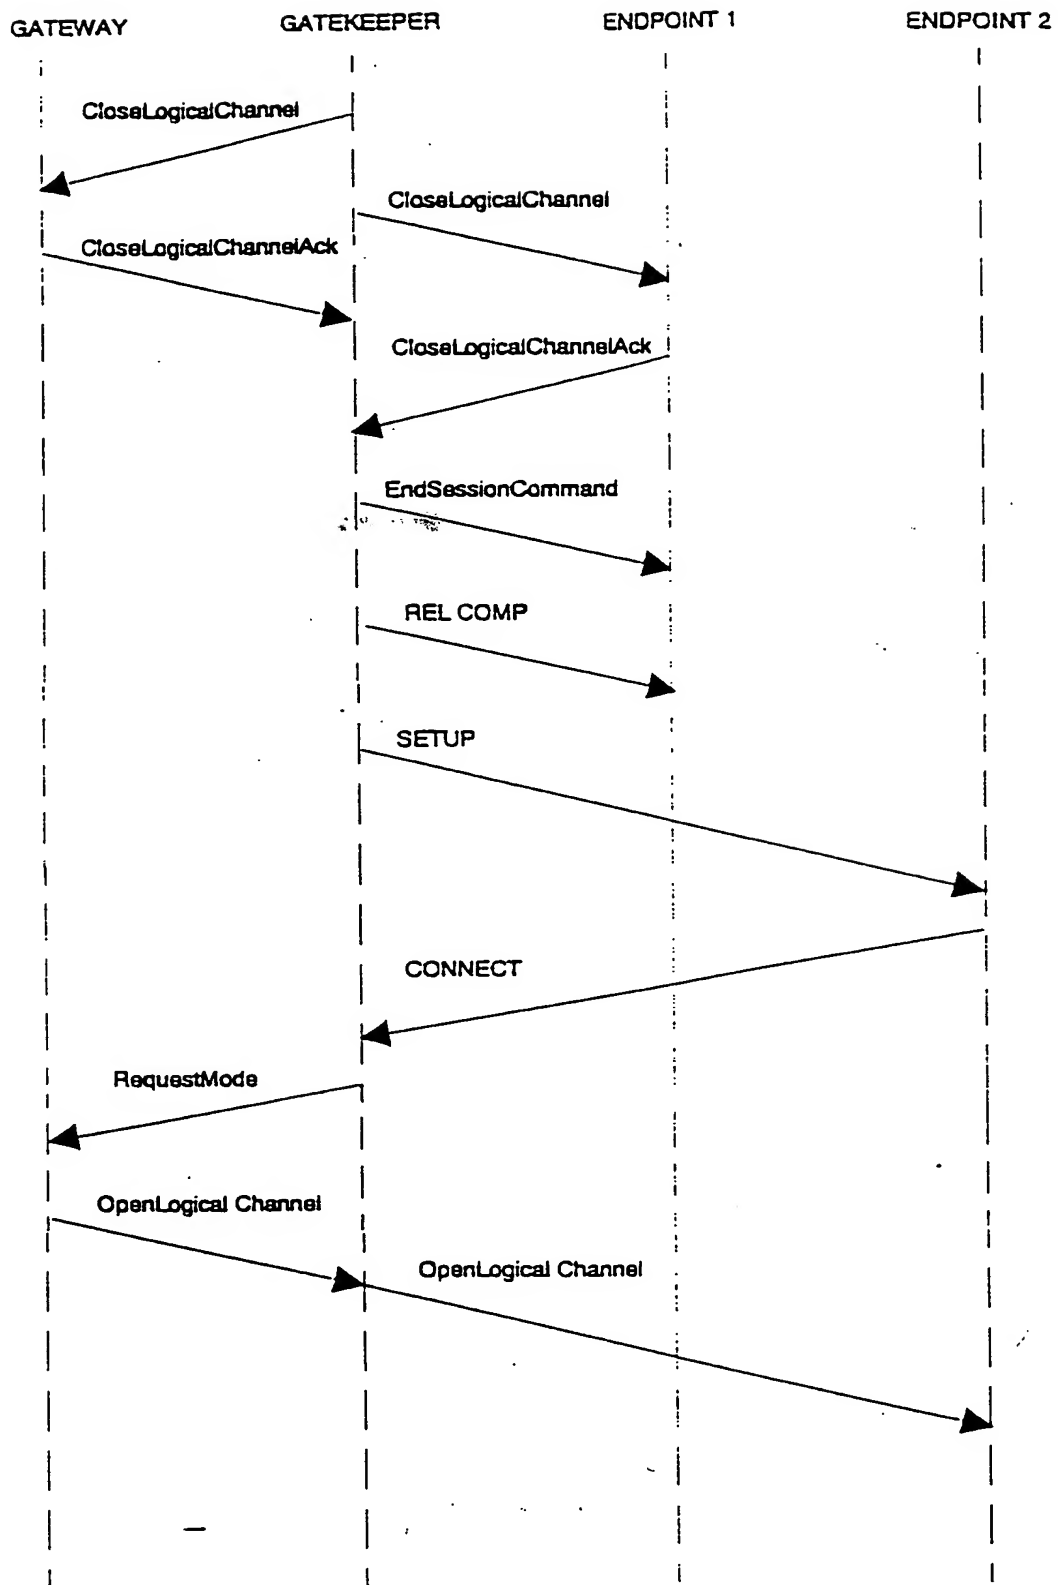 GATEWAY GATEKEEPER ENDPOINT 1 ENDPOINT 2
CloseLogicalChannel
CloseLogicalChannel
CloseLogicalChannelAck
CloseLogicalChannelAck
EndSessionCommand
REL COMP
SETUP
CONNECT
RequestMode
OpenLogical Channel
OpenLogical Channel